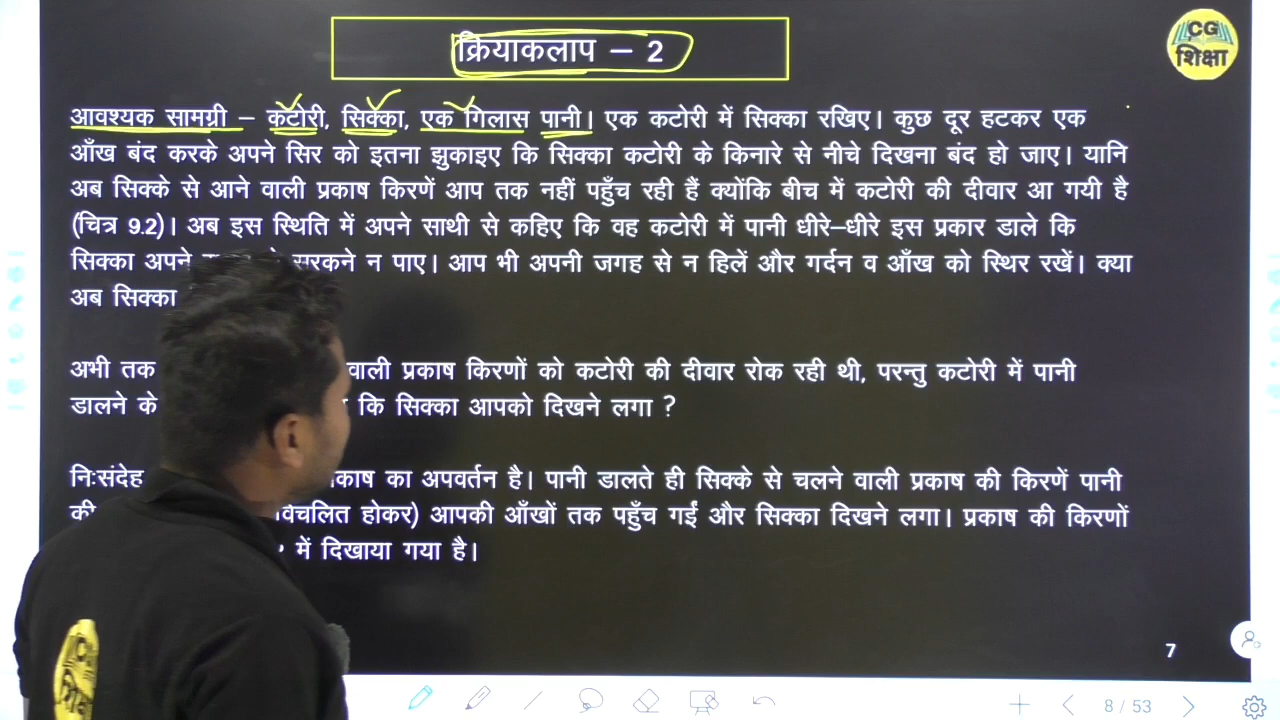 क्रियाकलाप – 2
CG
शिक्षा
आवश्यक सामग्री – कटोरी, सिक्का, एक गिलास पानी। एक कटोरी में सिक्का रखिए। कुछ दूर हटकर एक
आँख बंद करके अपने सिर को इतना झुकाइए कि सिक्का कटोरी के किनारे से नीचे दिखना बंद हो जाए। यानि
अब सिक्के से आने वाली प्रकाष किरणें आप तक नहीं पहुँच रही हैं क्योंकि बीच में कटोरी की दीवार आ गयी है
(चित्र 9.2)। अब इस स्थिति में अपने साथी से कहिए कि वह कटोरी में पानी धीरे–धीरे इस प्रकार डाले कि
सिक्का अपने सरकने न पाए। आप भी अपनी जगह से न हिलें और गर्दन व आँख को स्थिर रखें। क्या
अब सिक्का
अभी तक वाली प्रकाष किरणों को कटोरी की दीवार रोक रही थी, परन्तु कटोरी में पानी
डालने के कि सिक्का आपको दिखने लगा ?
निःसंदेह का अपवर्तन है। पानी डालते ही सिक्के से चलने वाली प्रकाष की किरणें पानी
की विचलित होकर) आपकी आँखों तक पहुँच गईं और सिक्का दिखने लगा। प्रकाष की किरणों
में दिखाया गया है।
7
8 / 53